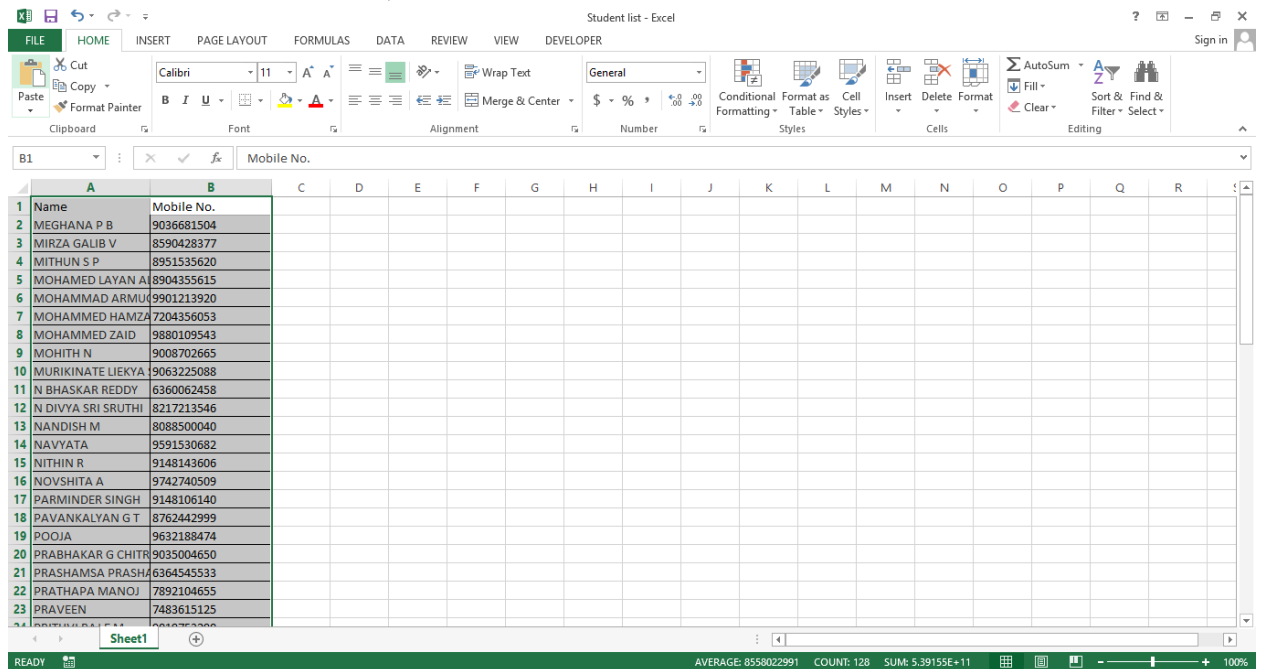 Student list - Excel
FILE HOME INSERT PAGE LAYOUT FORMULAS DATA REVIEW VIEW DEVELOPER Sign in
Paste Cut Copy Format Painter
Clipboard
Calibri 11
B I U
Font
Wrap Text
Merge & Center
Alignment
General
$ % ,
Number
Conditional Formatting Format as Table Cell Styles
Styles
Insert Delete Format
Cells
AutoSum Fill Clear Sort & Filter Find & Select
Editing
B1 fx Mobile No.
A B C D E F G H I J K L M N O P Q R
1 Name Mobile No.
2 MEGHANA P B 9036681504
3 MIRZA GALIB V 8590428377
4 MITHUN S P 8951535620
5 MOHAMED LAYAN 8904355615
6 MOHAMMAD 9901213920
7 MOHAMMED HAMZA 7204356053
8 MOHAMMED ZAID 9880109543
9 MOHITH N 9008702665
10 MURIKINATE LIEKYA 9063225088
11 N BHASKAR REDDY 6360062458
12 N DIVYA SRI SRUTHI 8217213546
13 NANDISH M 8088500040
14 NAVYATA 9591530682
15 NITHIN R 9148143606
16 NOVSHITA A 9742740509
17 PARMINDER SINGH 9148106140
18 PAVANKALYAN G T 8762442999
19 POOJA 9632188474
20 PRABHAKAR G CHITR 9035004650
21 PRASHAMSA PRASHA 6364545533
22 PRATHAPA MANOJ 7892104655
23 PRAVEEN 7483615125
Sheet1
READY AVERAGE: 8558022991 COUNT: 128 SUM: 5.39155E+11 100%